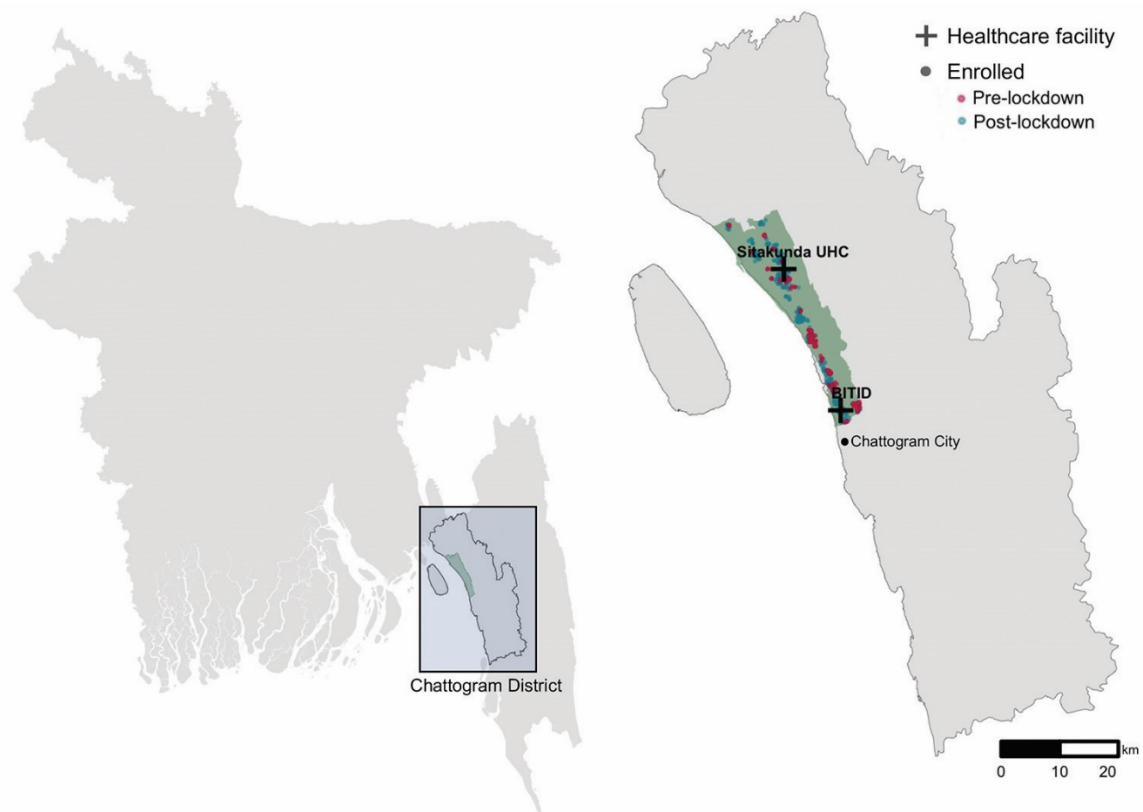 Healthcare facility
Enrolled
Pre-lockdown
Post-lockdown
Sitakunda UHC
BITID
Chattogram City
Chattogram District
km
0 10 20